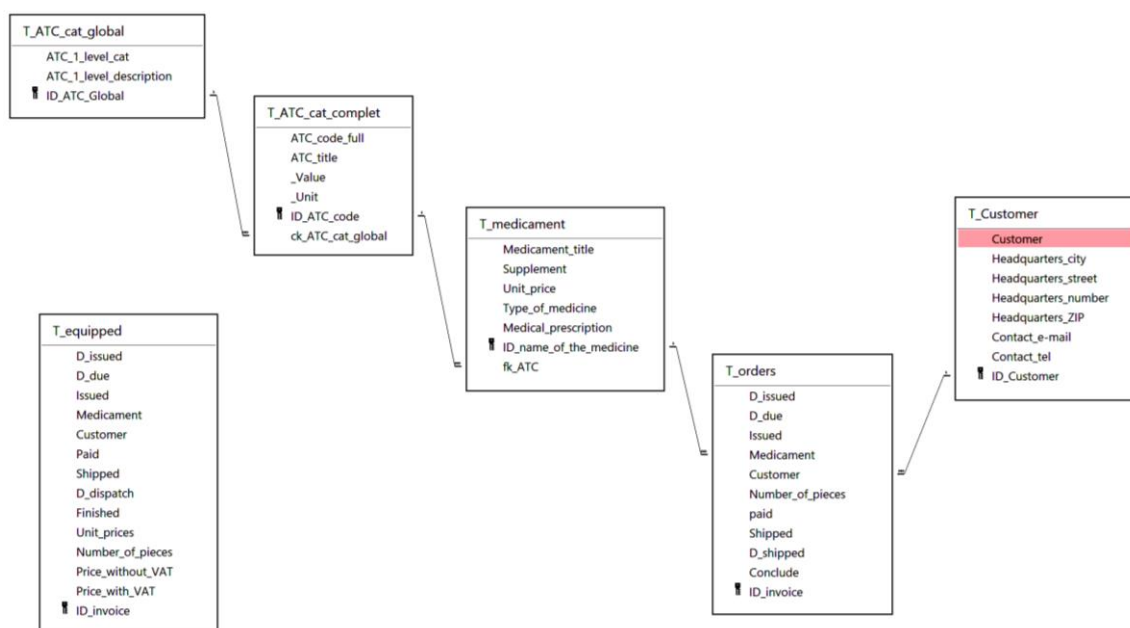 T_ATC_cat_global
ATC_1_level_cat
ATC_1_level_description
ID_ATC_Global
T_ATC_cat_complet
ATC_code_full
ATC_title
_Value
_Unit
ID_ATC_code
ck_ATC_cat_global
T_medicament
Medicament_title
Supplement
Unit_price
Type_of_medicine
Medical_prescription
ID_name_of_the_medicine
fk_ATC
T_Customer
Customer
Headquarters_city
Headquarters_street
Headquarters_number
Headquarters_ZIP
Contact_e-mail
Contact_tel
ID_Customer
T_equipped
D_issued
D_due
Issued
Medicament
Customer
Paid
Shipped
D_dispatch
Finished
Unit_prices
Number_of_pieces
Price_without_VAT
Price_with_VAT
ID_invoice
T_orders
D_issued
D_due
Issued
Medicament
Customer
Number_of_pieces
paid
Shipped
D_shipped
Conclude
ID_invoice